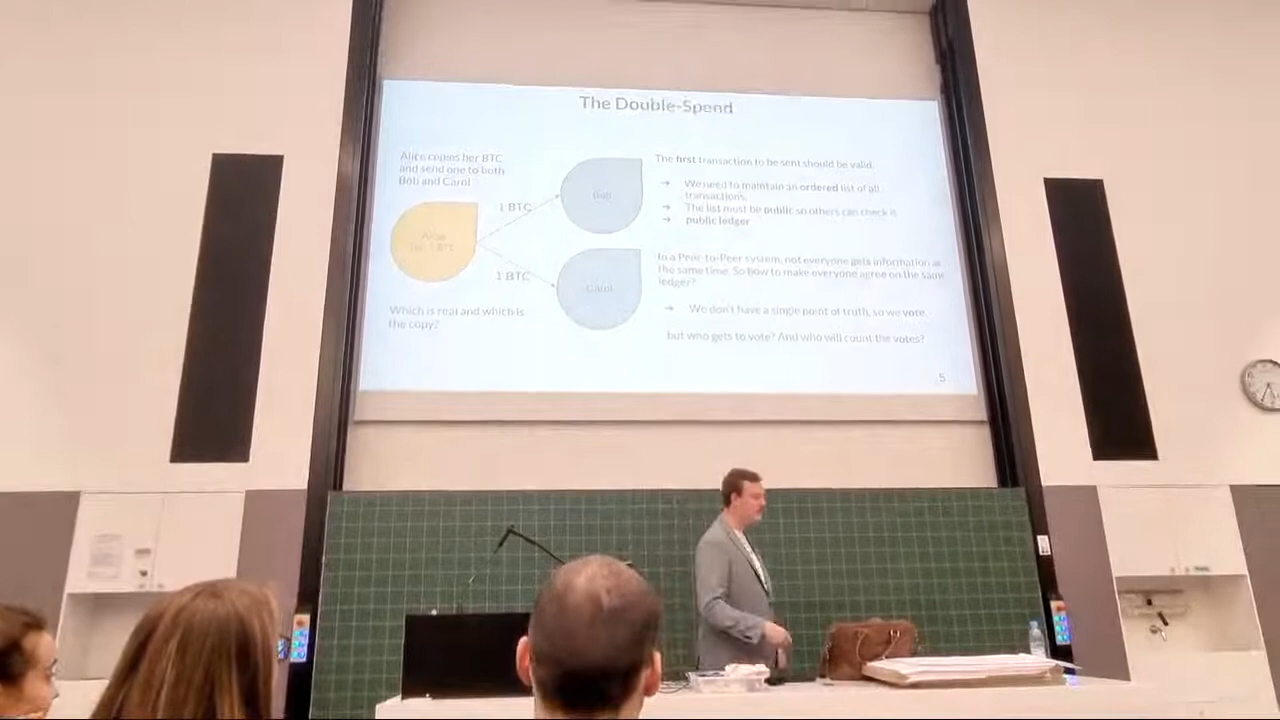 The Double-Spend
Alice copies her BTC
and send one to both
Bob and Carol
1 BTC
Bob
Alice
1 BTC
1 BTC
Carol
Which is real and which is
the copy?
The first transaction to be sent should be valid.
➔ We need to maintain an ordered list of all
transactions.
➔ The list must be public so others can check it
➔ public ledger
In a Peer-to-Peer system, not everyone gets information at
the same time. So how to make everyone agree on the same
ledger?
➔ We don't have a single point of truth, so we vote.
but who gets to vote? And who will count the votes?
5